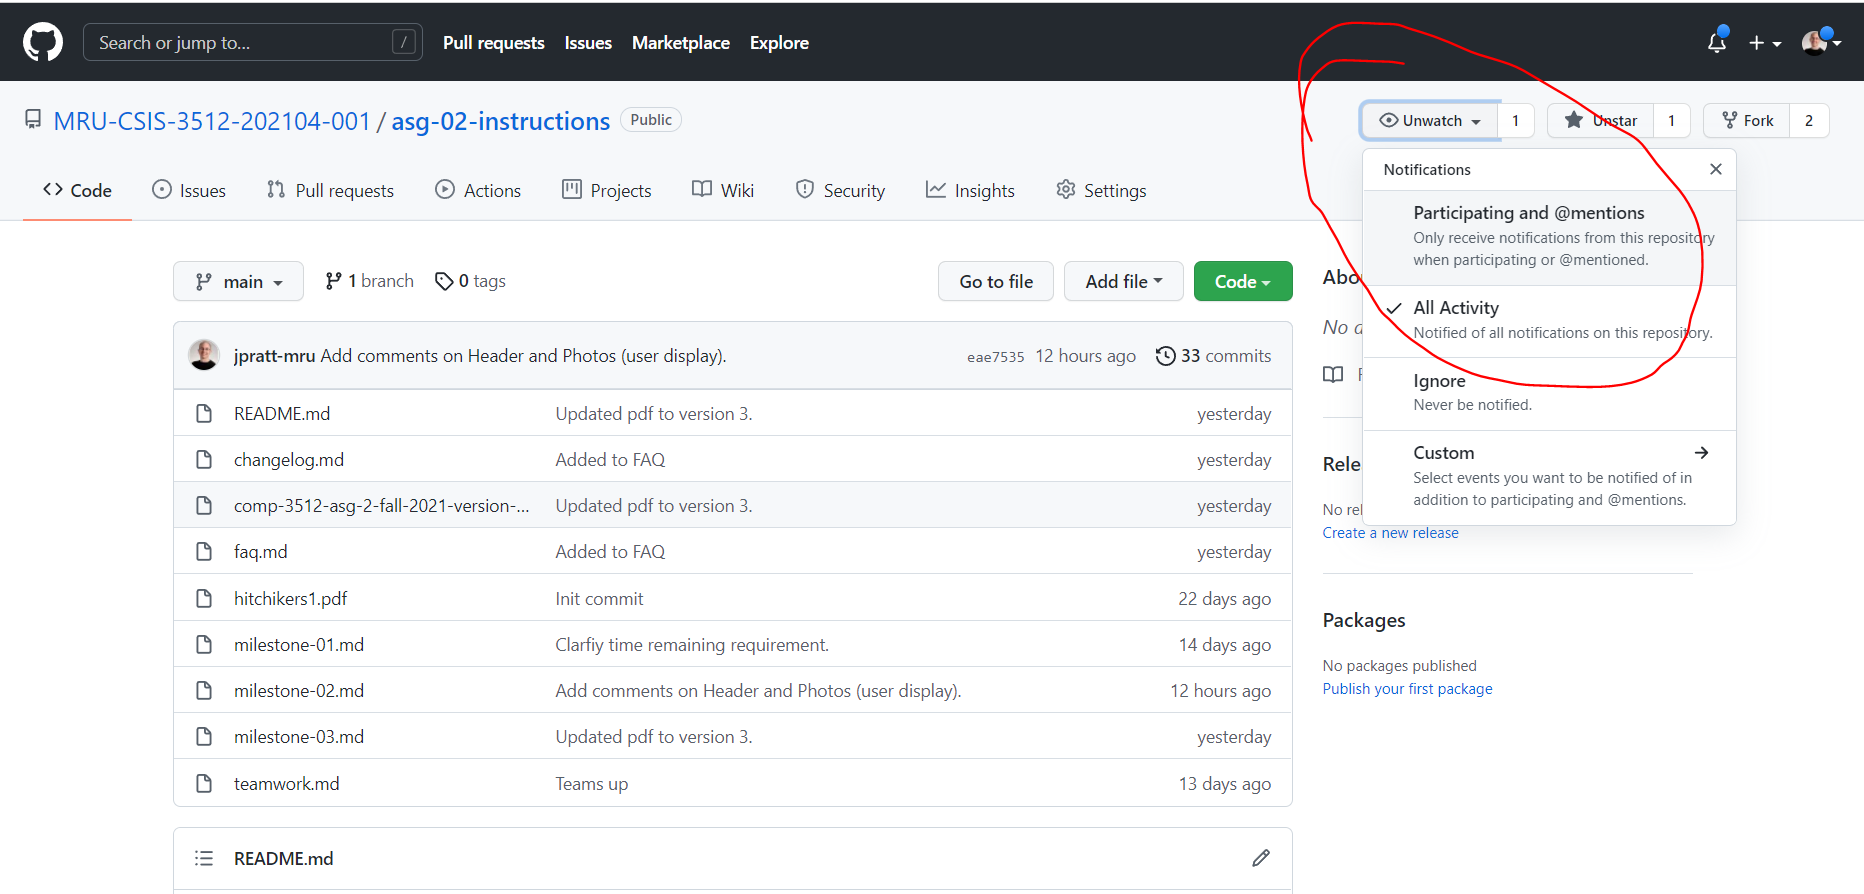 Search or jump to... /
Pull requests Issues Marketplace Explore
MRU-CSIS-3512-202104-001 / asg-02-instructions Public
Unwatch 1 Unstar 1 Fork 2
Code Issues Pull requests Actions Projects Wiki Security Insights Settings
Notifications
Participating and @mentions
Only receive notifications from this repository
when participating or @mentioned.
All Activity
Notified of all notifications on this repository.
Ignore
Never be notified.
Custom
Select events you want to be notified of in
addition to participating and @mentions.
main 1 branch 0 tags Go to file Add file Code
jpratt-mru Add comments on Header and Photos (user display). eae7535 12 hours ago 33 commits
README.md Updated pdf to version 3. yesterday
changelog.md Added to FAQ yesterday
comp-3512-asg-2-fall-2021-version-... Updated pdf to version 3. yesterday
faq.md Added to FAQ yesterday
hitchikers1.pdf Init commit 22 days ago
milestone-01.md Clarfiy time remaining requirement. 14 days ago
milestone-02.md Add comments on Header and Photos (user display). 12 hours ago
milestone-03.md Updated pdf to version 3. yesterday
teamwork.md Teams up 13 days ago
README.md
Abo
No
Rele
No rel
Create a new release
Packages
No packages published
Publish your first package